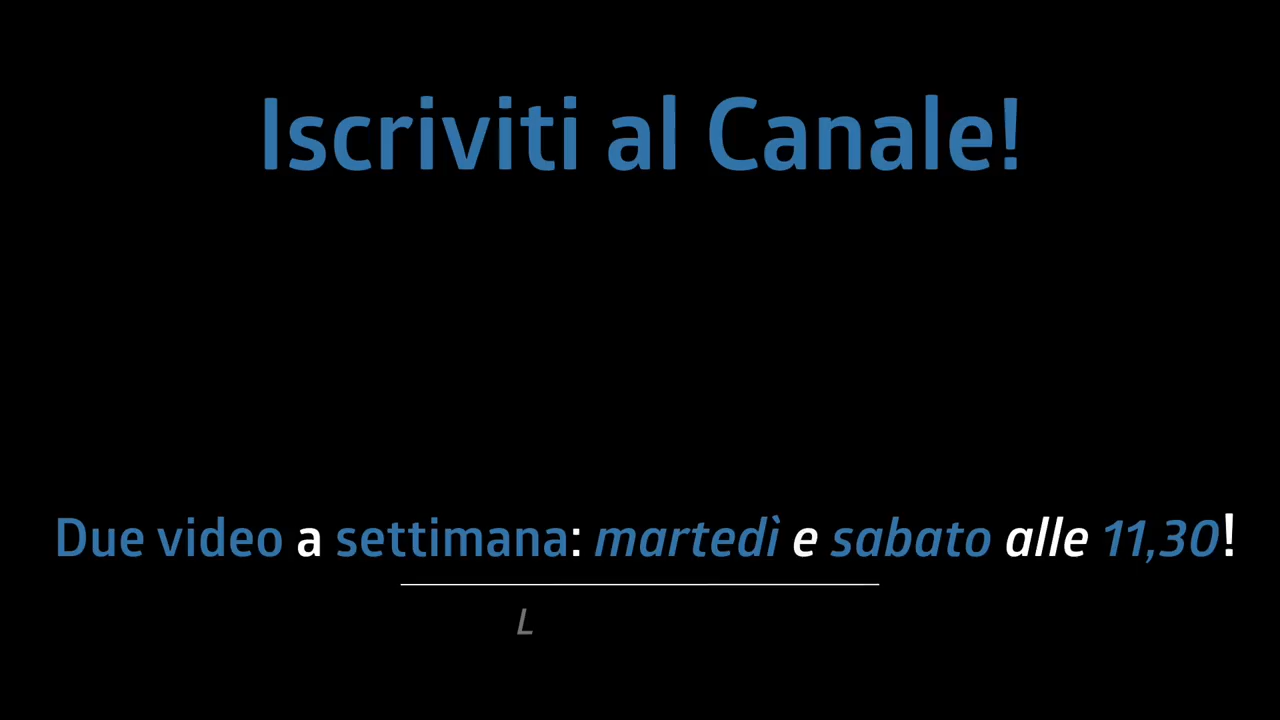 Iscriviti al Canale!
Due video a settimana: martedì e sabato alle 11,30!
L